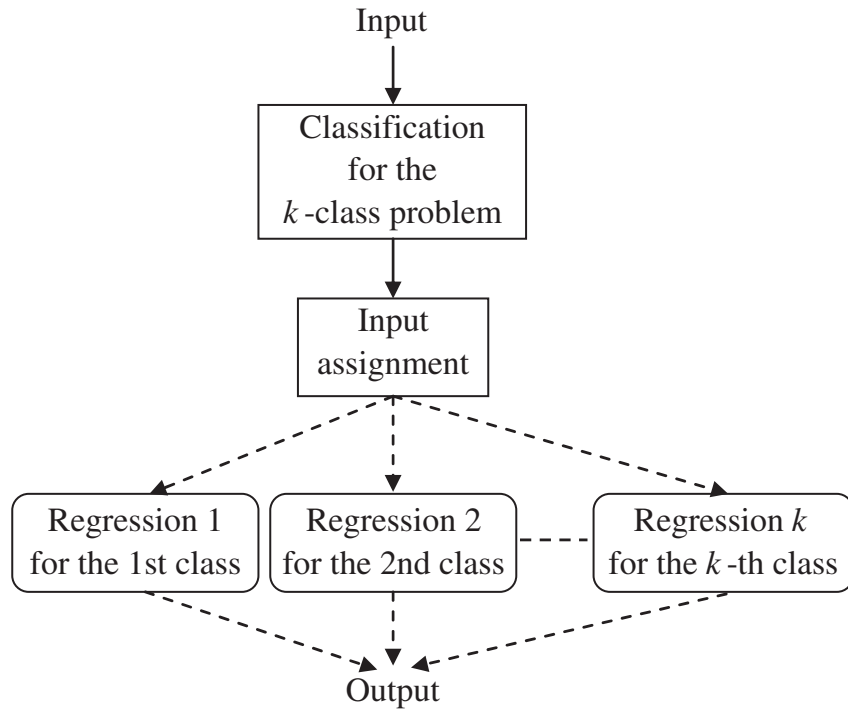 Input
Classification
for the
k-class problem
Input
assignment
Regression 1
for the 1st class
Regression 2
for the 2nd class
Regression k
for the k-th class
Output